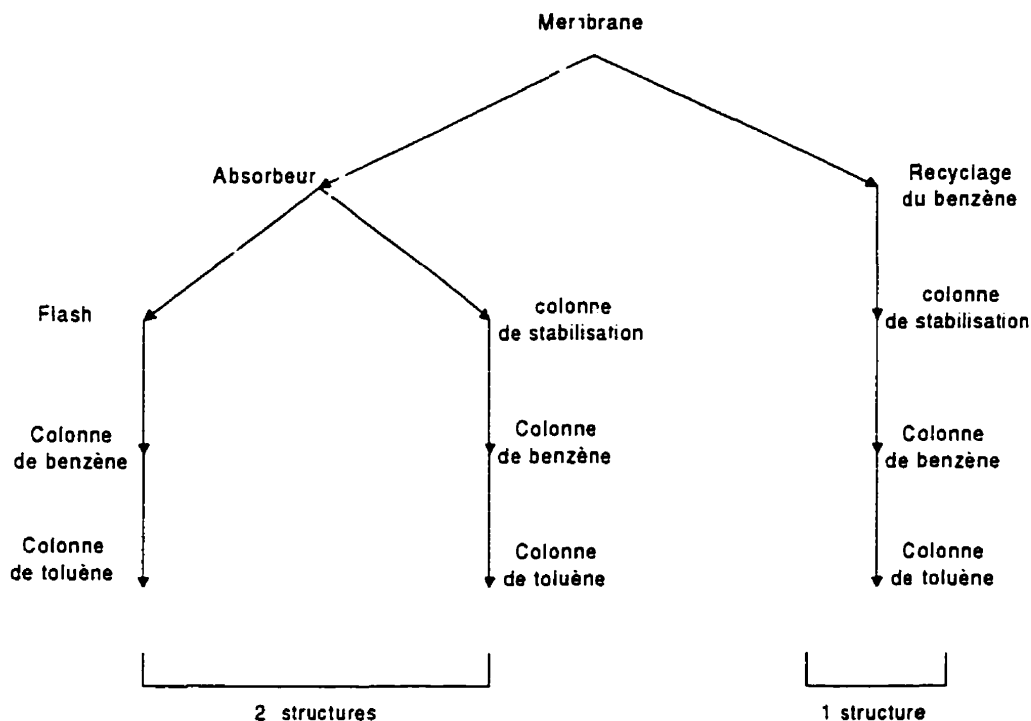 Membrane
Absorbeur
Recyclage
du benzène
Flash
colonne
de stabilisation
colonne
de stabilisation
Colonne
de benzène
Colonne
de benzène
Colonne
de benzène
Colonne
de toluène
Colonne
de toluène
Colonne
de toluène
2 structures
1 structure